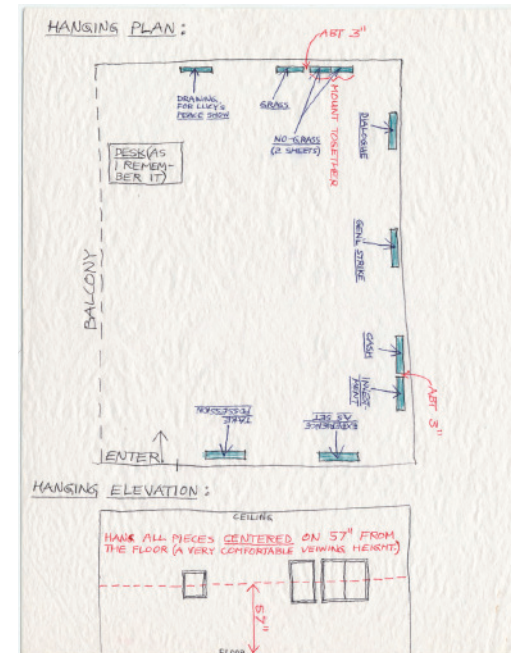 HANGING PLAN:
ABT 3"
DRAWING
FOR LUCY'S
PEACE SHOW
GRASS
NO-GRASS
(2 SHEETS)
MOUNT TOGETHER
DIALOGUE
DESK (AS
I REMEM-
BER IT)
GEN'L STRIKE
BALCONY
CASH
INVEST-
MENT
ABT 3"
TAKE
POSSESSION
EXPERIENCE
AS SET
ENTER
HANGING ELEVATION:
CEILING
HANG ALL PIECES CENTERED ON 57" FROM
THE FLOOR (A VERY COMFORTABLE VEIWING HEIGHT.)
57"
FLOOR